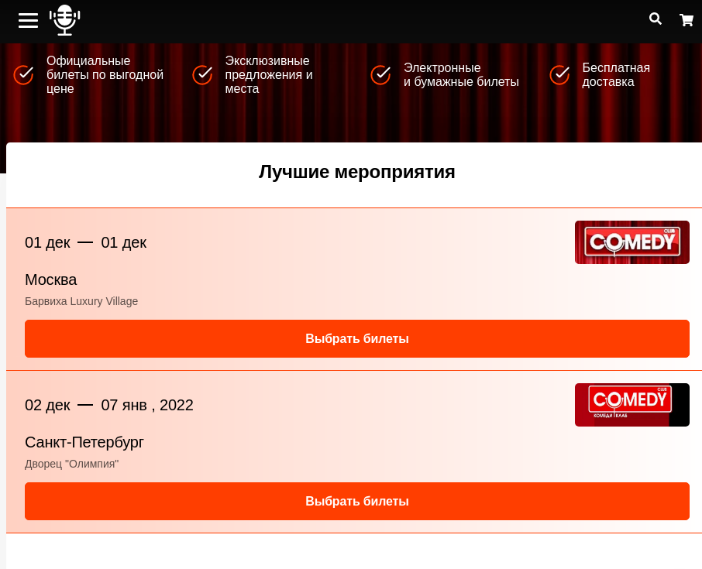 Официальные
билеты по выгодной
цене
Эксклюзивные
предложения и
места
Электронные
и бумажные билеты
Бесплатная
доставка
Лучшие мероприятия
01 дек — 01 дек
COMEDY CLUB
Москва
Барвиха Luxury Village
Выбрать билеты
02 дек — 07 янв , 2022
COMEDY CLUB
КОМЕДИ КЛАБ
Санкт-Петербург
Дворец "Олимпия"
Выбрать билеты